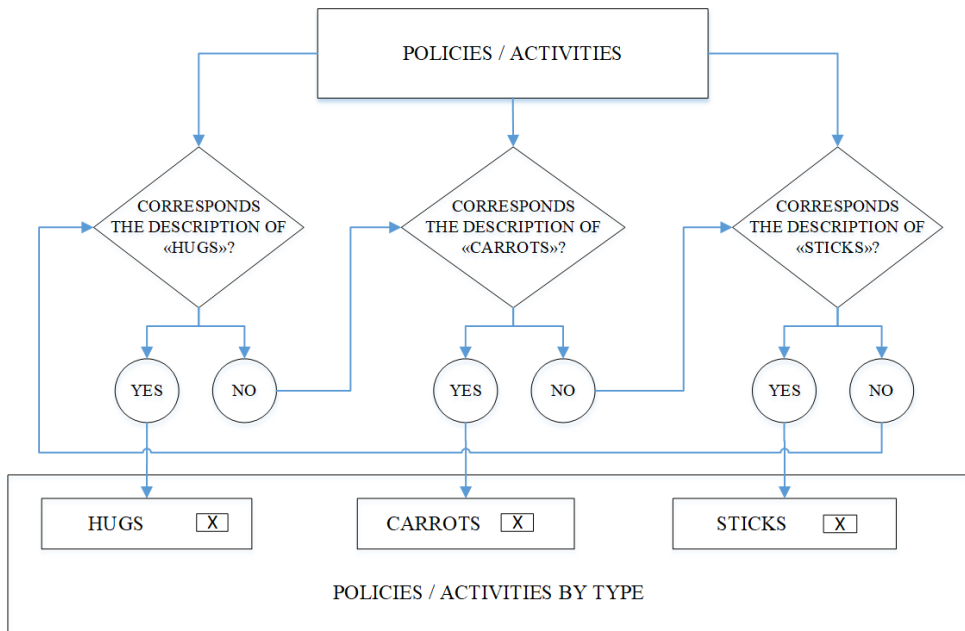 POLICIES / ACTIVITIES
CORRESPONDS
THE DESCRIPTION OF
«HUGS»?
CORRESPONDS
THE DESCRIPTION OF
«CARROTS»?
CORRESPONDS
THE DESCRIPTION OF
«STICKS»?
YES
NO
YES
NO
YES
NO
HUGS X
CARROTS X
STICKS X
POLICIES / ACTIVITIES BY TYPE